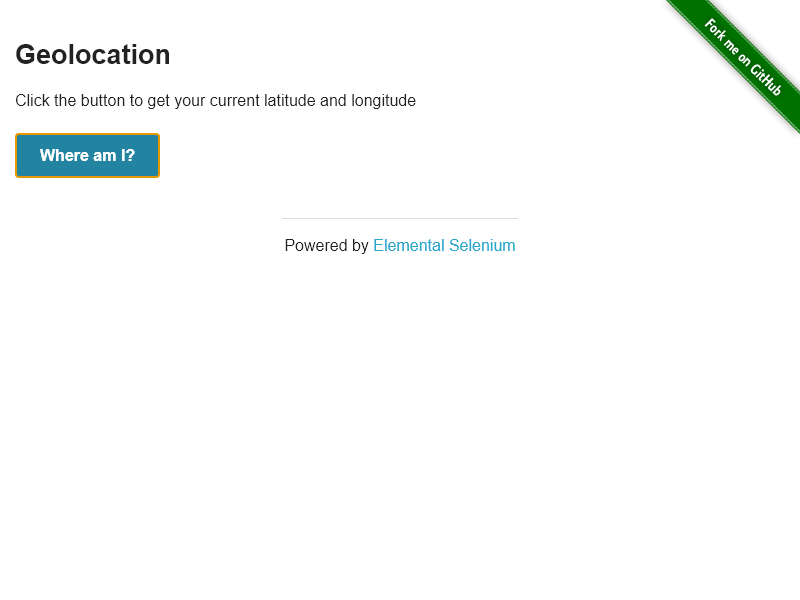 Fork me on GitHub
Geolocation
Click the button to get your current latitude and longitude
Where am I?
Powered by Elemental Selenium